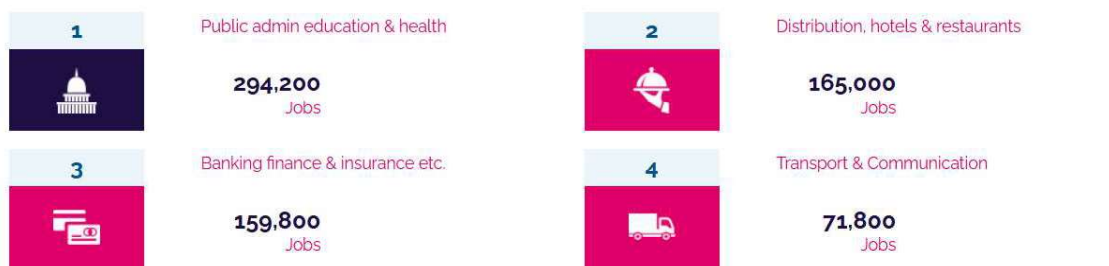 1
Public admin education & health
294,200
Jobs
2
Distribution, hotels & restaurants
165,000
Jobs
3
Banking finance & insurance etc.
159,800
Jobs
4
Transport & Communication
71,800
Jobs